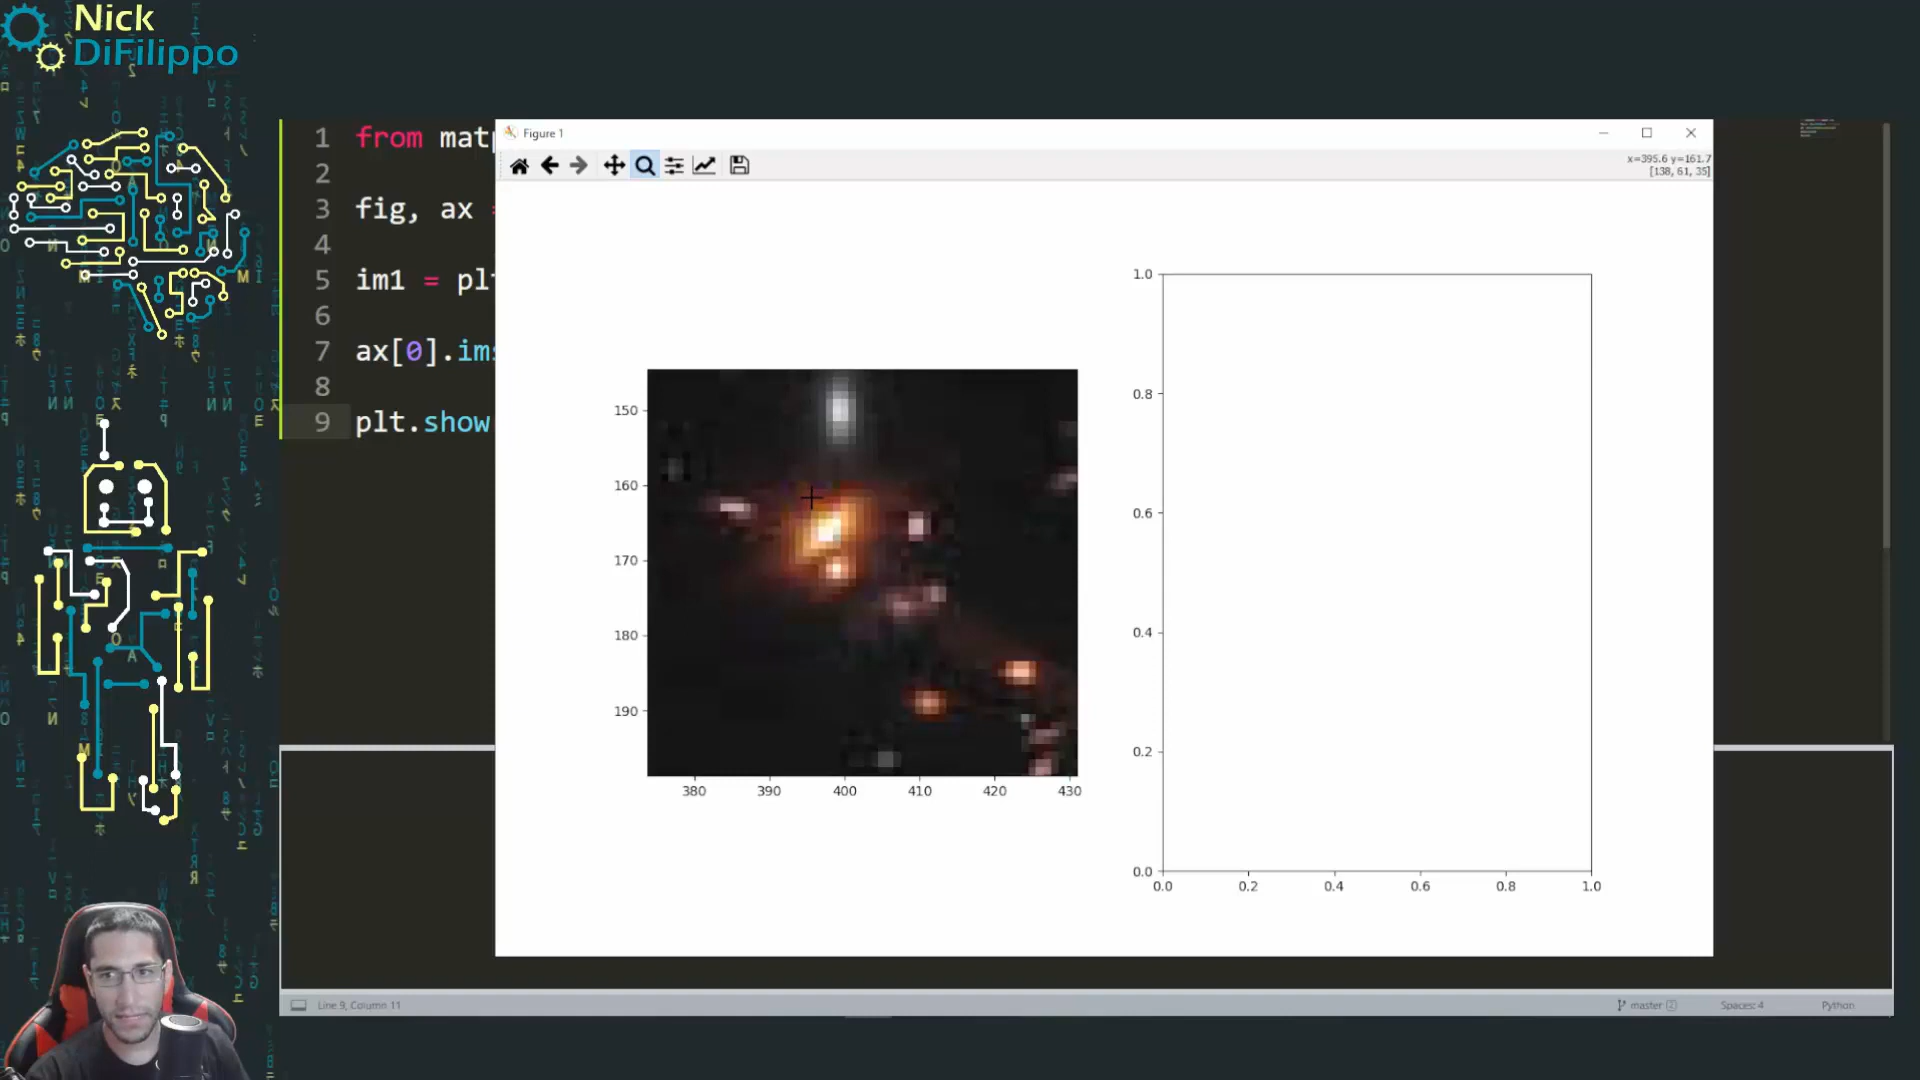 Nick
DiFilippo
1 from mat
2
3 fig, ax
4
5 im1 = pl
6
7 ax[0].im
8
9 plt.show
Figure 1
x=395.6 y=161.7
[138, 61, 35]
150
160
170
180
190
380 390 400 410 420 430
1.0
0.8
0.6
0.4
0.2
0.0
0.0 0.2 0.4 0.6 0.8 1.0
Line 9, Column 11
master
Spaces: 4
Python